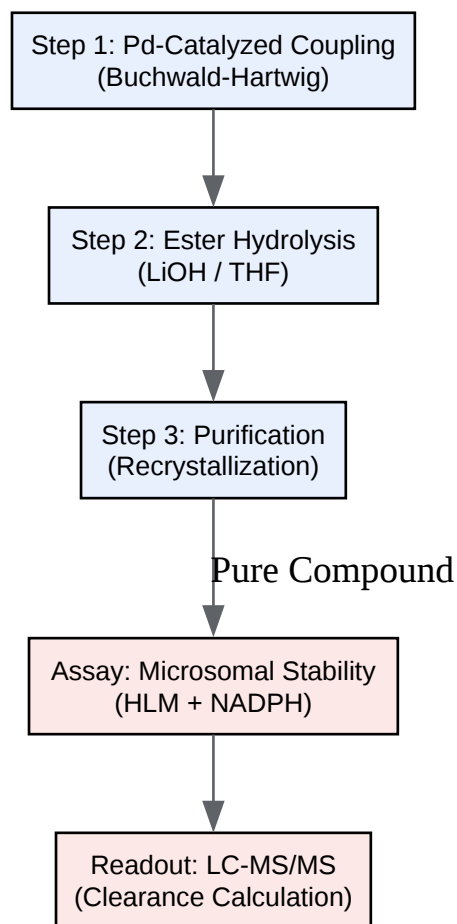 Step 1: Pd-Catalyzed Coupling
(Buchwald-Hartwig)
Step 2: Ester Hydrolysis
(LiOH / THF)
Step 3: Purification
(Recrystallization)
Pure Compound
Assay: Microsomal Stability
(HLM + NADPH)
Readout: LC-MS/MS
(Clearance Calculation)